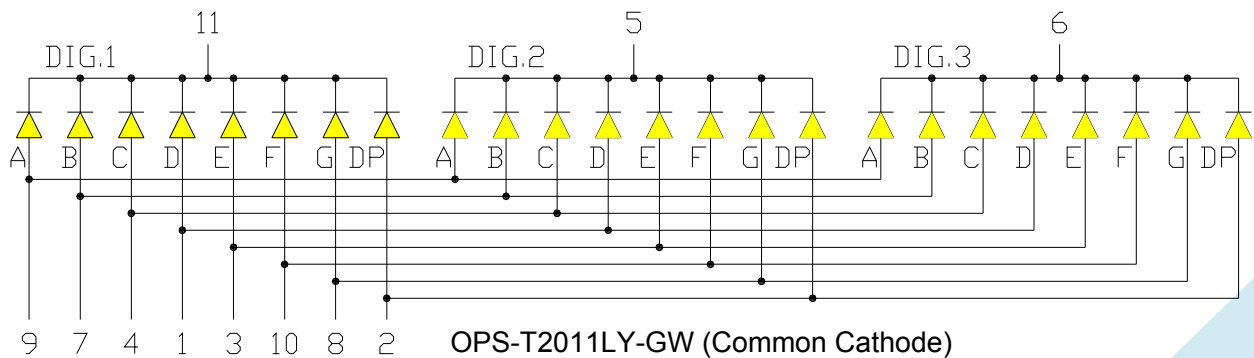 11 5 6
DIG.1 DIG.2 DIG.3
A B C D E F G DP A B C D E F G DP A B C D E F G DP
9 7 4 1 3 10 8 2 OPS-T2011LY-GW (Common Cathode)